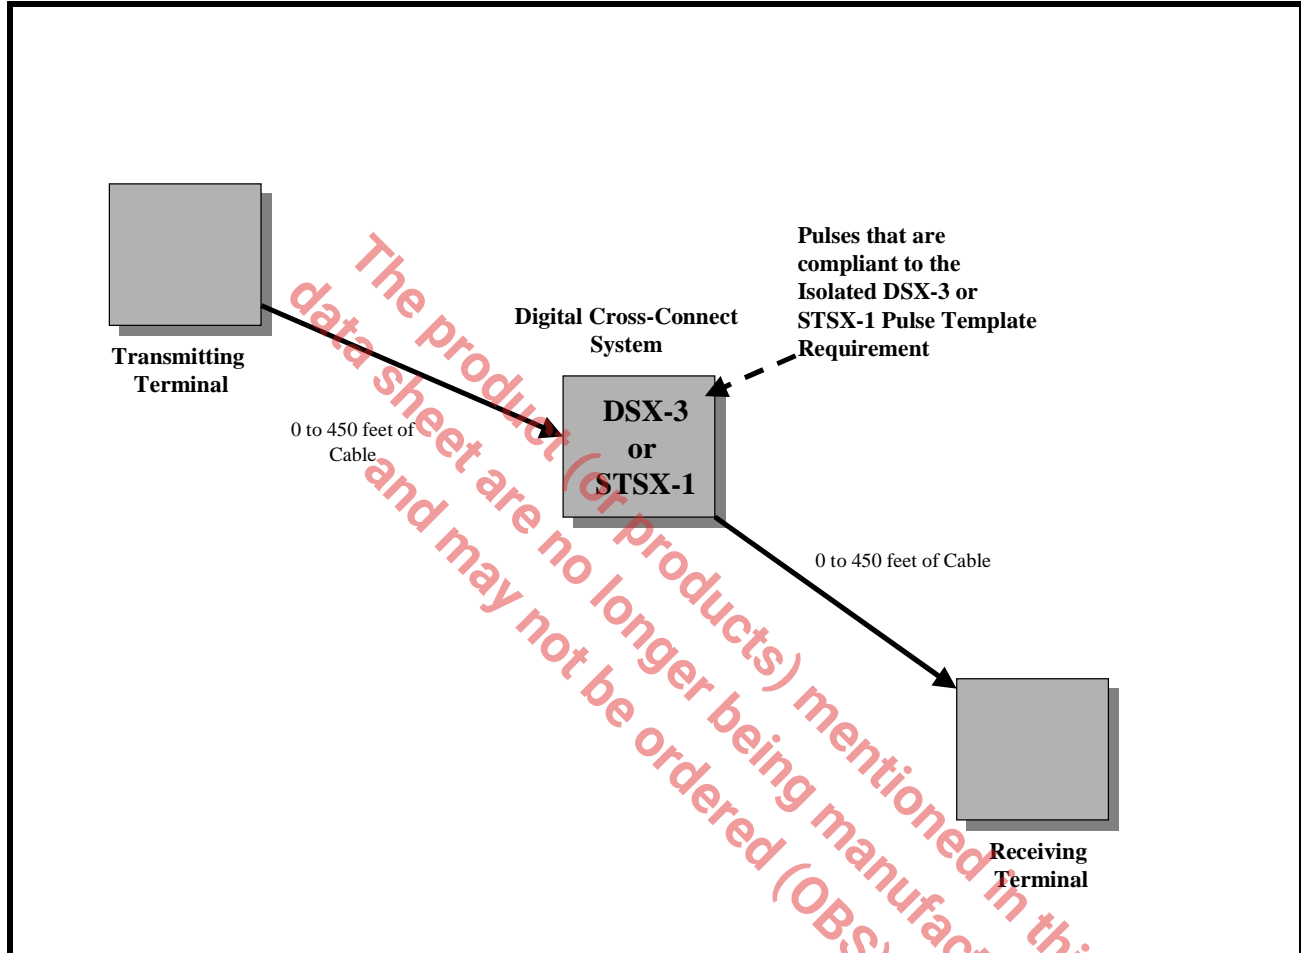 Pulses that are
compliant to the
Isolated DSX-3 or
STSX-1 Pulse Template
Requirement
Digital Cross-Connect
System
Transmitting
Terminal
DSX-3
or
STSX-1
0 to 450 feet of
Cable
0 to 450 feet of Cable
Receiving
Terminal
The product (or products) mentioned in thi
data sheet are no longer being manufact
and may not be ordered (OBS)